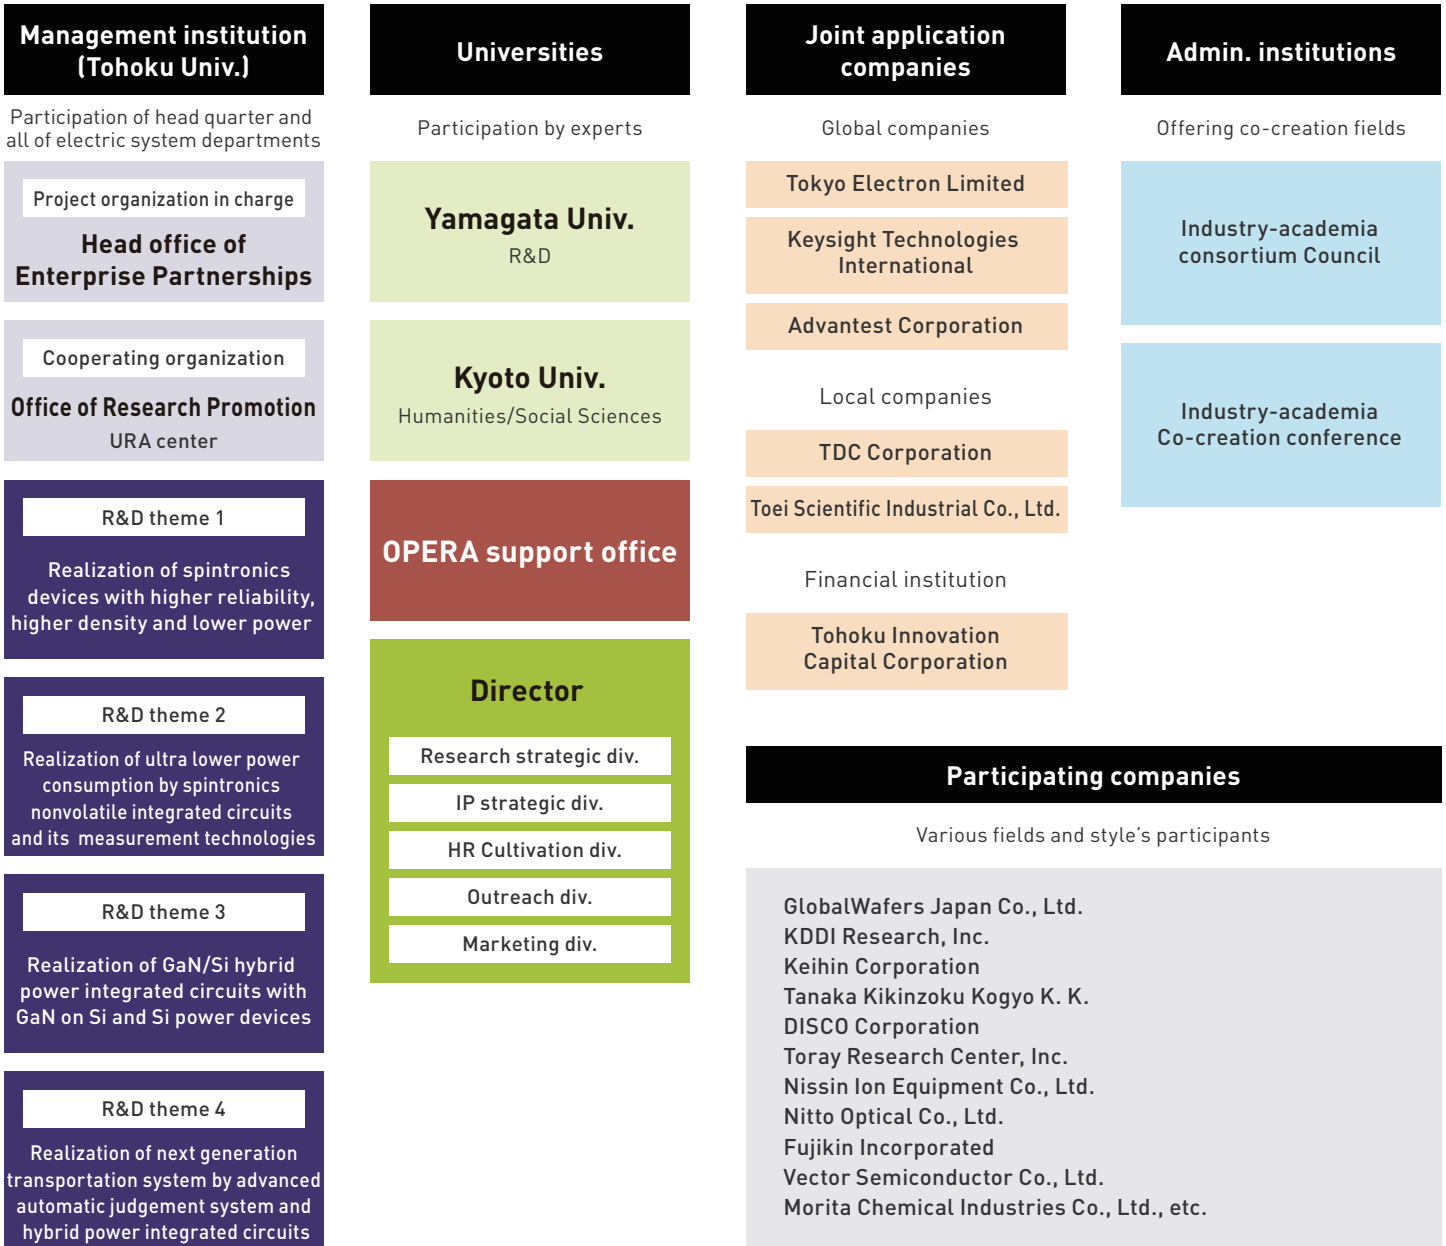 Management institution
(Tohoku Univ.)
Participation of head quarter and
all of electric system departments
Project organization in charge
Head office of
Enterprise Partnerships
Cooperating organization
Office of Research Promotion
URA center
R&D theme 1
Realization of spintronics
devices with higher reliability,
higher density and lower power
R&D theme 2
Realization of ultra lower power
consumption by spintronics
nonvolatile integrated circuits
and its measurement technologies
R&D theme 3
Realization of GaN/Si hybrid
power integrated circuits with
GaN on Si and Si power devices
R&D theme 4
Realization of next generation
transportation system by advanced
automatic judgement system and
hybrid power integrated circuits
Universities
Participation by experts
Yamagata Univ.
R&D
Kyoto Univ.
Humanities/Social Sciences
OPERA support office
Director
Research strategic div.
IP strategic div.
HR Cultivation div.
Outreach div.
Marketing div.
Joint application
companies
Global companies
Tokyo Electron Limited
Keysight Technologies
International
Advantest Corporation
Local companies
TDC Corporation
Toei Scientific Industrial Co., Ltd.
Financial institution
Tohoku Innovation
Capital Corporation
Admin. institutions
Offering co-creation fields
Industry-academia
consortium Council
Industry-academia
Co-creation conference
Participating companies
Various fields and style's participants
GlobalWafers Japan Co., Ltd.
KDDI Research, Inc.
Keihin Corporation
Tanaka Kikinzoku Kogyo K. K.
DISCO Corporation
Toray Research Center, Inc.
Nissin Ion Equipment Co., Ltd.
Nitto Optical Co., Ltd.
Fujikin Incorporated
Vector Semiconductor Co., Ltd.
Morita Chemical Industries Co., Ltd., etc.